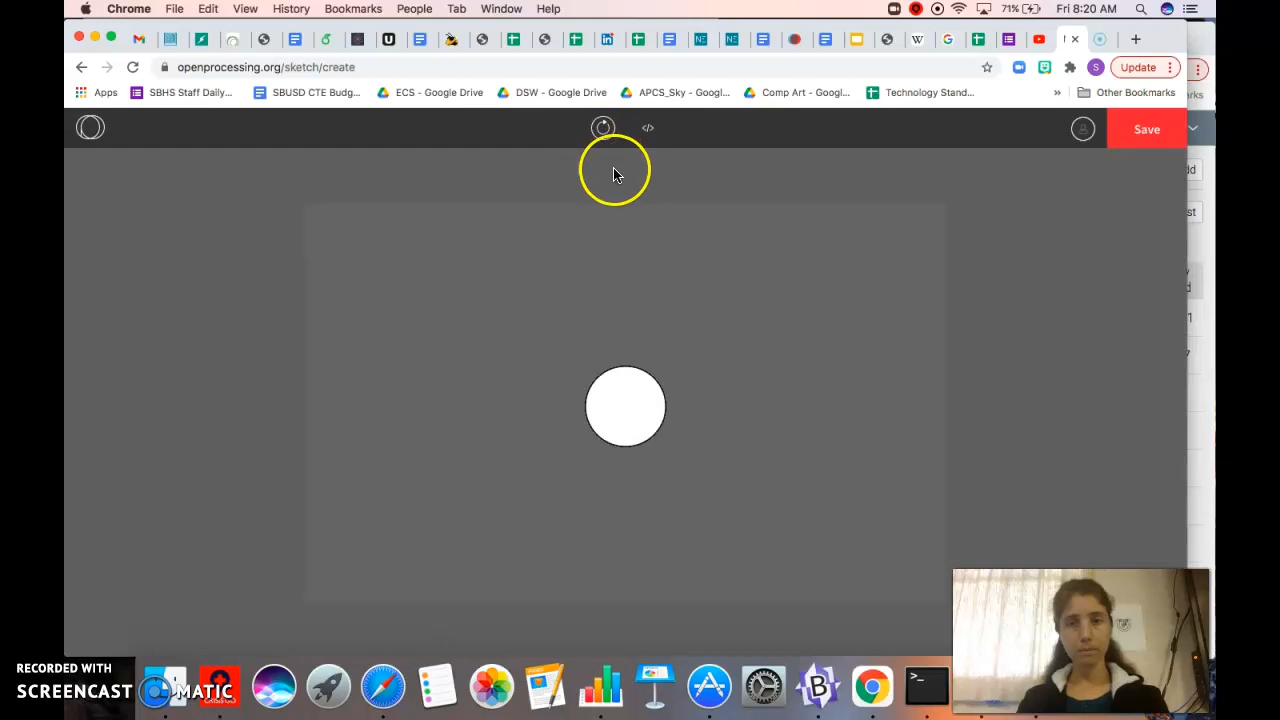 Chrome File Edit View History Bookmarks People Tab Window Help 71% Fri 8:20 AM
openprocessing.org/sketch/create S Update
Apps SBHS Staff Daily... SBUSD CTE Budg... ECS - Google Drive DSW - Google Drive APCS_Sky - Googl... Comp Art - Googl... Technology Stand... » Other Bookmarks
</> Save
RECORDED WITH
SCREENCAST MATIC